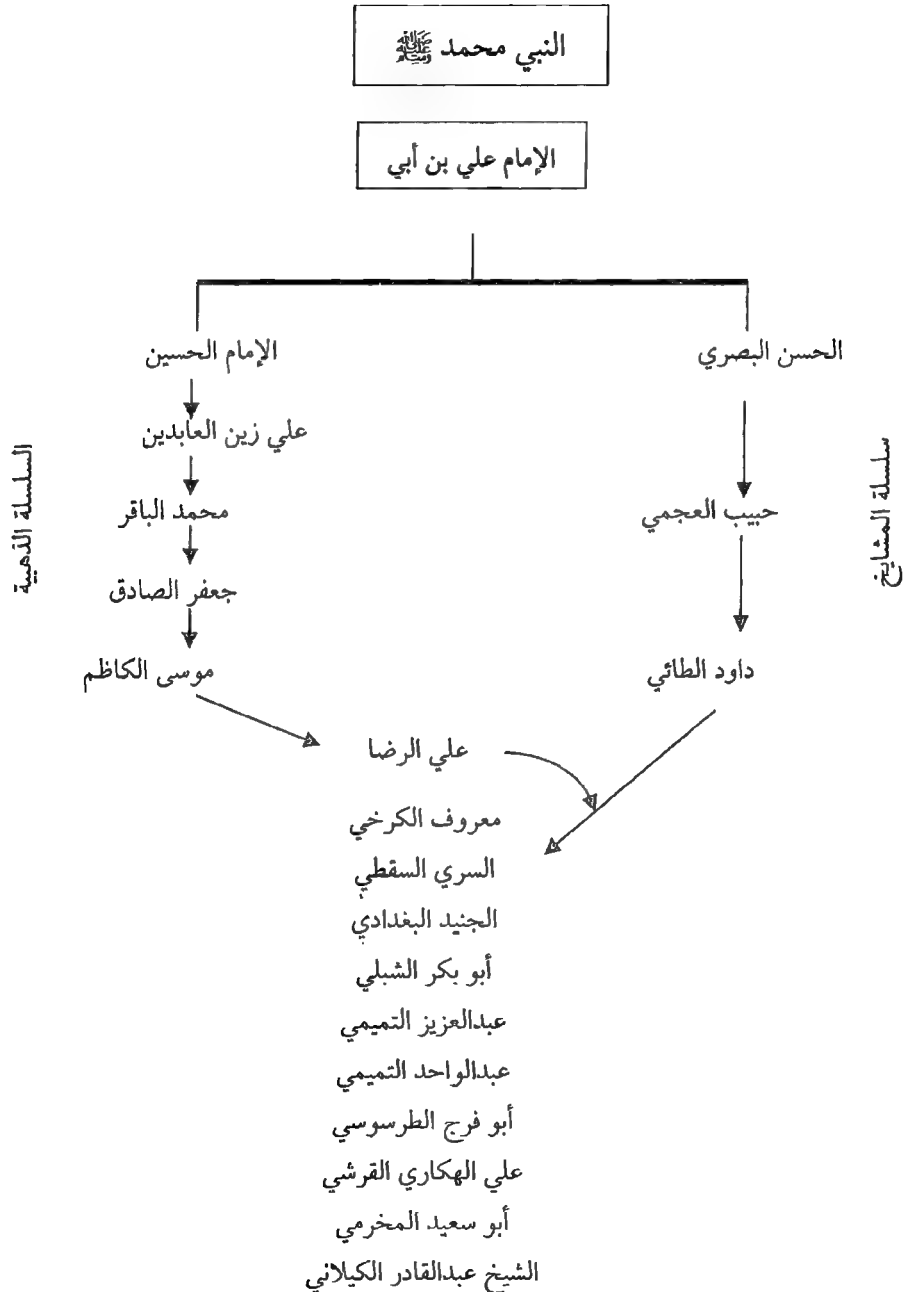 النبي محمد ﷺ
الإمام علي بن أبي
الحسن البصري
الإمام الحسين
علي زين العابدين
سلسلة المشايخ
السلسلة الذهبية
حبيب العجمي
محمد الباقر
جعفر الصادق
داود الطائي
موسى الكاظم
علي الرضا
معروف الكرخي
السري السقطي
الجنيد البغدادي
أبو بكر الشبلي
عبدالعزيز التميمي
عبدالواحد التميمي
أبو فرج الطرسوسي
علي الهكاري القرشي
أبو سعيد المخرمي
الشيخ عبدالقادر الكيلاني